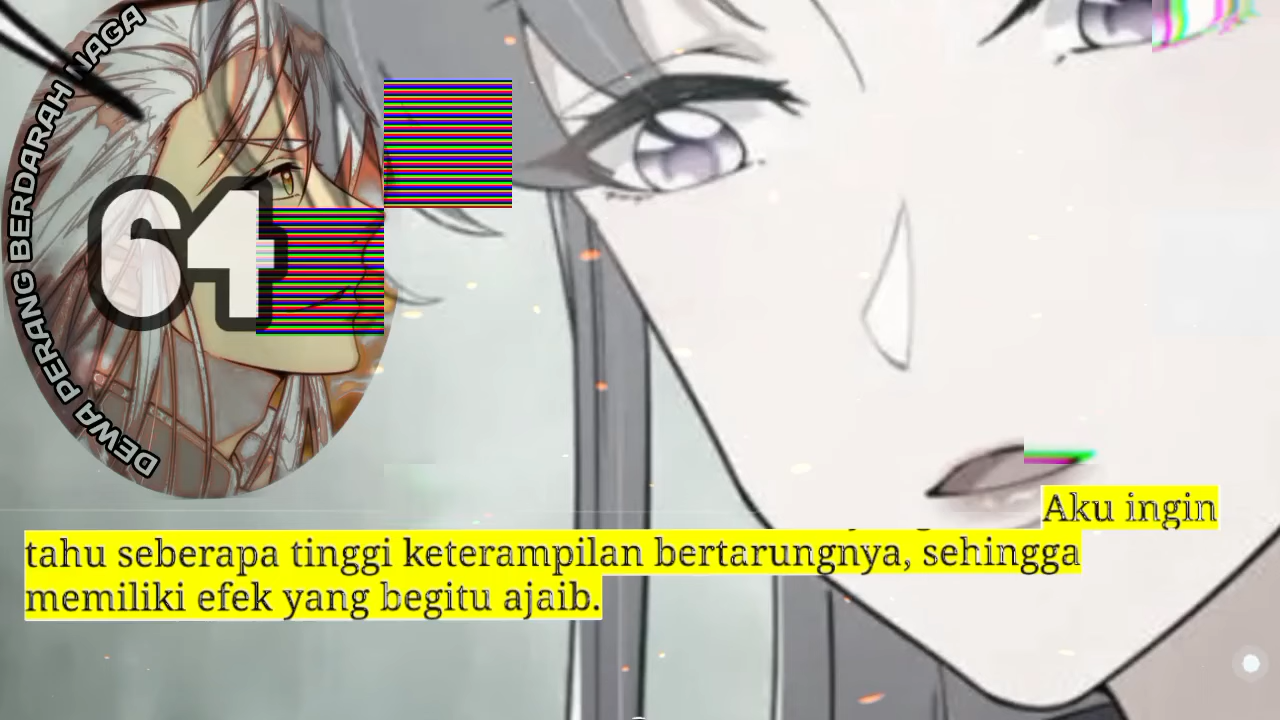 DEWA PERANG BERDARAH NAGA
64
Aku ingin
tahu seberapa tinggi keterampilan bertarungnya, sehingga
memiliki efek yang begitu ajaib.